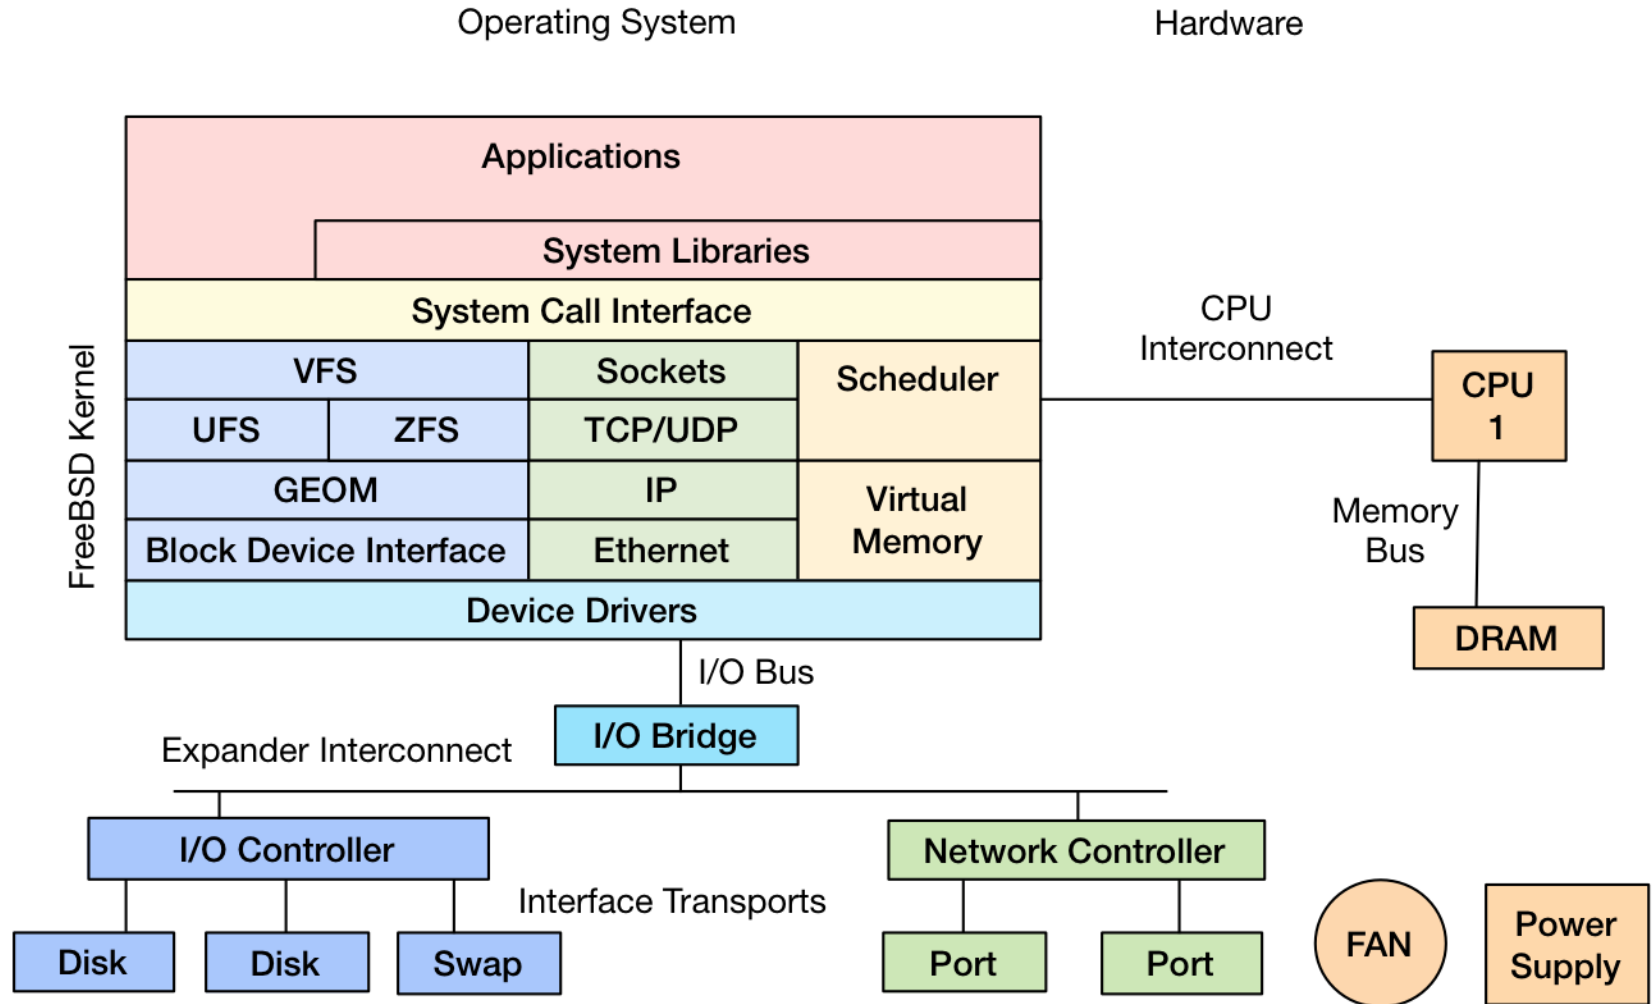 Operating System
Hardware
Applications
System Libraries
System Call Interface
FreeBSD Kernel
VFS
Sockets
Scheduler
UFS
ZFS
TCP/UDP
GEOM
IP
Virtual
Memory
Block Device Interface
Ethernet
Device Drivers
CPU
Interconnect
CPU
1
Memory
Bus
DRAM
I/O Bus
I/O Bridge
Expander Interconnect
I/O Controller
Network Controller
Interface Transports
Disk
Disk
Swap
Port
Port
FAN
Power
Supply